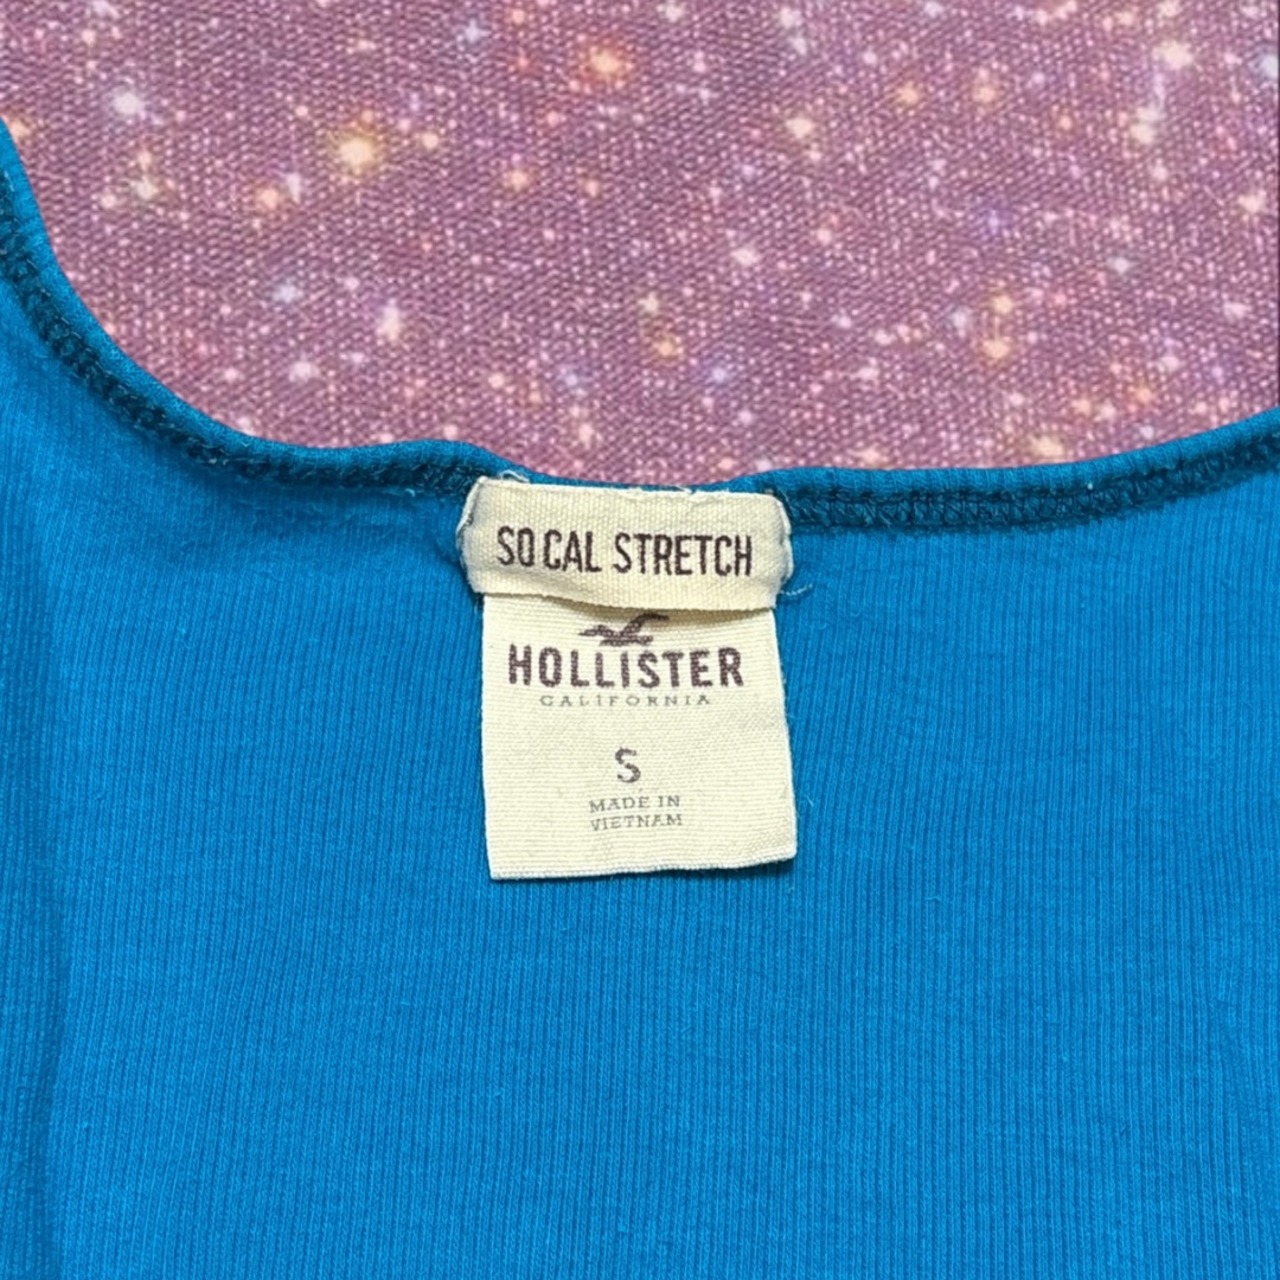 SO CAL STRETCH
HOLLISTER
CALIFORNIA
S
MADE IN
VIETNAM